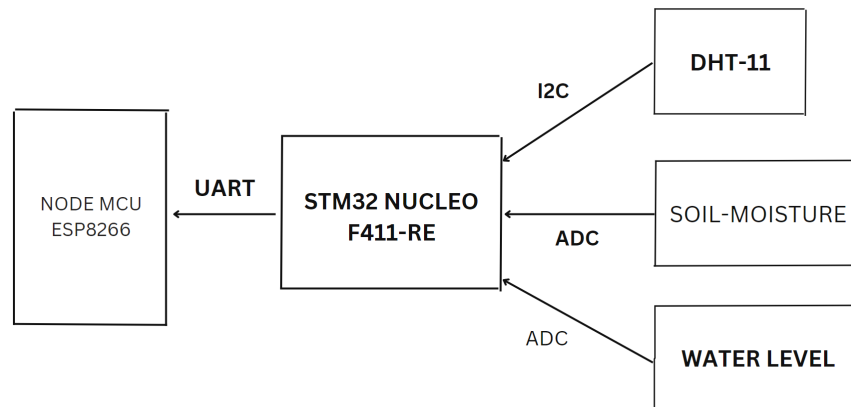 DHT-11
I2C
NODE MCU
ESP8266
UART
STM32 NUCLEO
F411-RE
SOIL-MOISTURE
ADC
ADC
WATER LEVEL